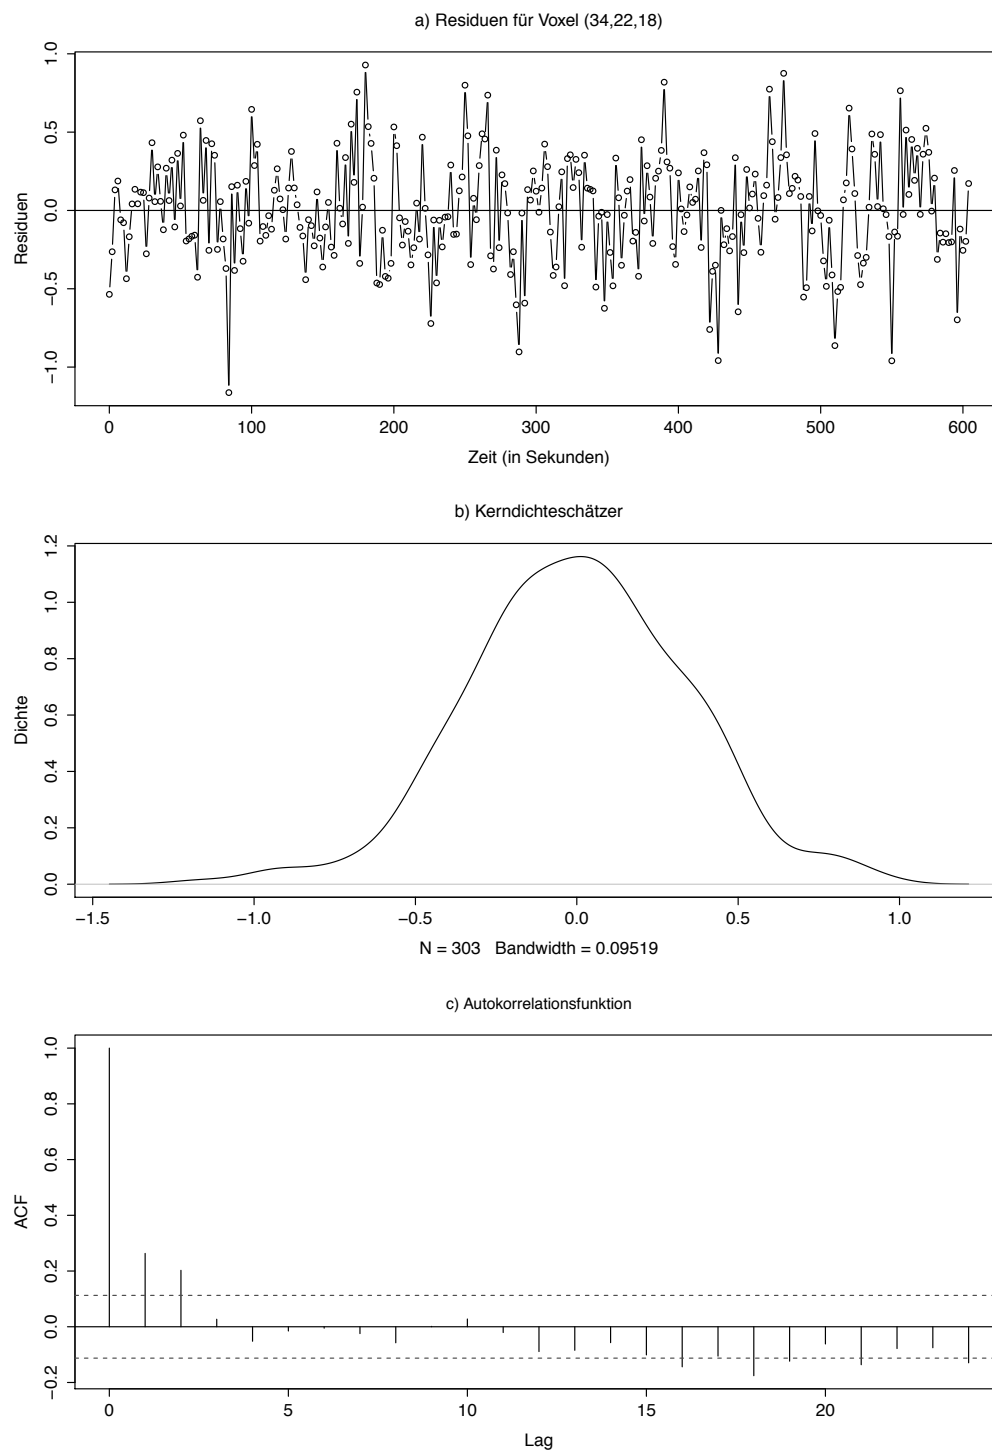 a) Residuen für Voxel (34,22,18)
Residuen
1.0
0.5
0.0
−0.5
−1.0
0 100 200 300 400 500 600
Zeit (in Sekunden)
b) Kerndichteschätzer
Dichte
1.2
1.0
0.8
0.6
0.4
0.2
0.0
−1.5 −1.0 −0.5 0.0 0.5 1.0
N = 303 Bandwidth = 0.09519
c) Autokorrelationsfunktion
ACF
1.0
0.8
0.6
0.4
0.2
0.0
−0.2
0 5 10 15 20
Lag